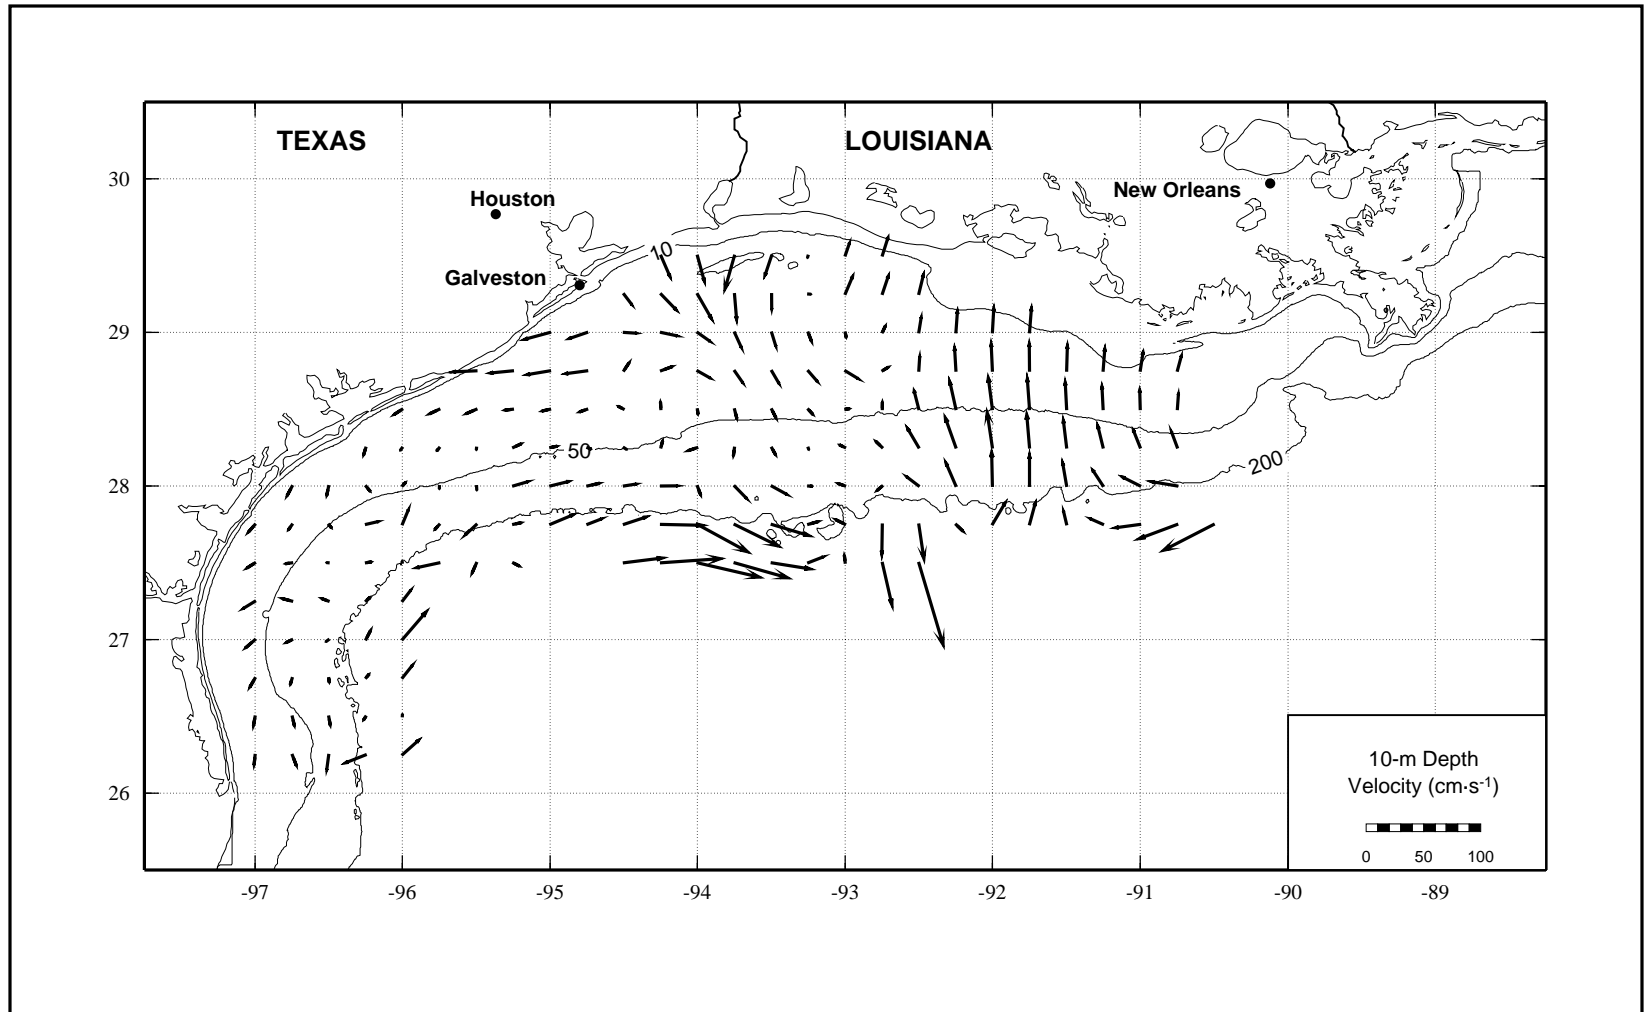 TEXAS
LOUISIANA
30
Houston
New Orleans
10
Galveston
29
50
200
28
27
26
10-m Depth
Velocity (cm·s-1)
0 50 100
-97 -96 -95 -94 -93 -92 -91 -90 -89